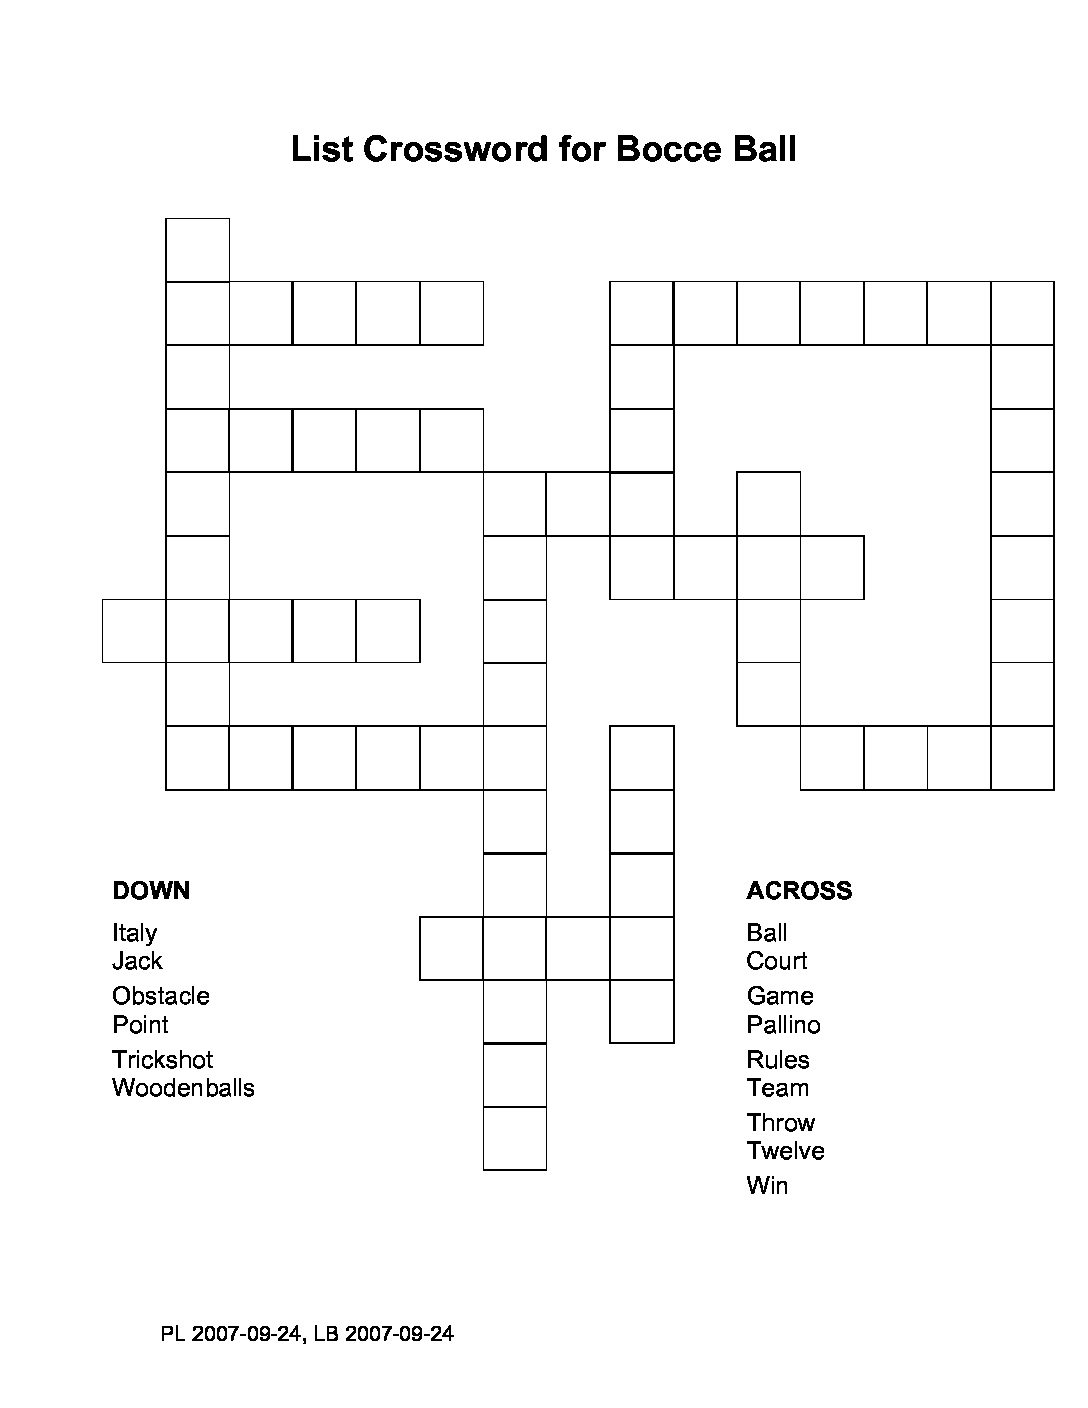 List Crossword for Bocce Ball
DOWN
Italy
Jack
Obstacle
Point
Trickshot
Woodenballs
ACROSS
Ball
Court
Game
Pallino
Rules
Team
Throw
Twelve
Win
PL 2007-09-24, LB 2007-09-24